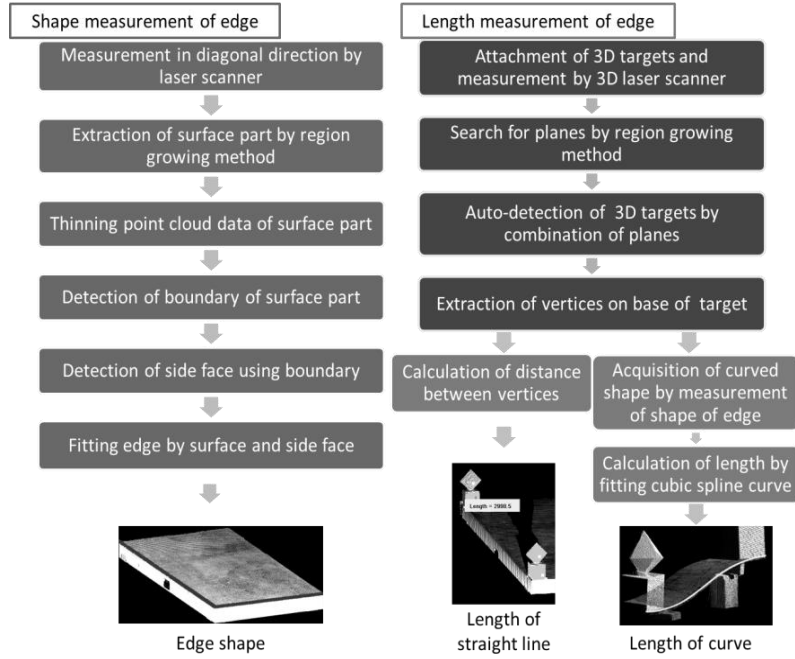 Shape measurement of edge
Measurement in diagonal direction by
laser scanner
Extraction of surface part by region
growing method
Thinning point cloud data of surface part
Detection of boundary of surface part
Detection of side face using boundary
Fitting edge by surface and side face
Edge shape
Length measurement of edge
Attachment of 3D targets and
measurement by 3D laser scanner
Search for planes by region growing
method
Auto-detection of 3D targets by
combination of planes
Extraction of vertices on base of target
Calculation of distance
between vertices
Length = 2998.5
Length of
straight line
Acquisition of curved
shape by measurement
of shape of edge
Calculation of length by
fitting cubic spline curve
Length of curve